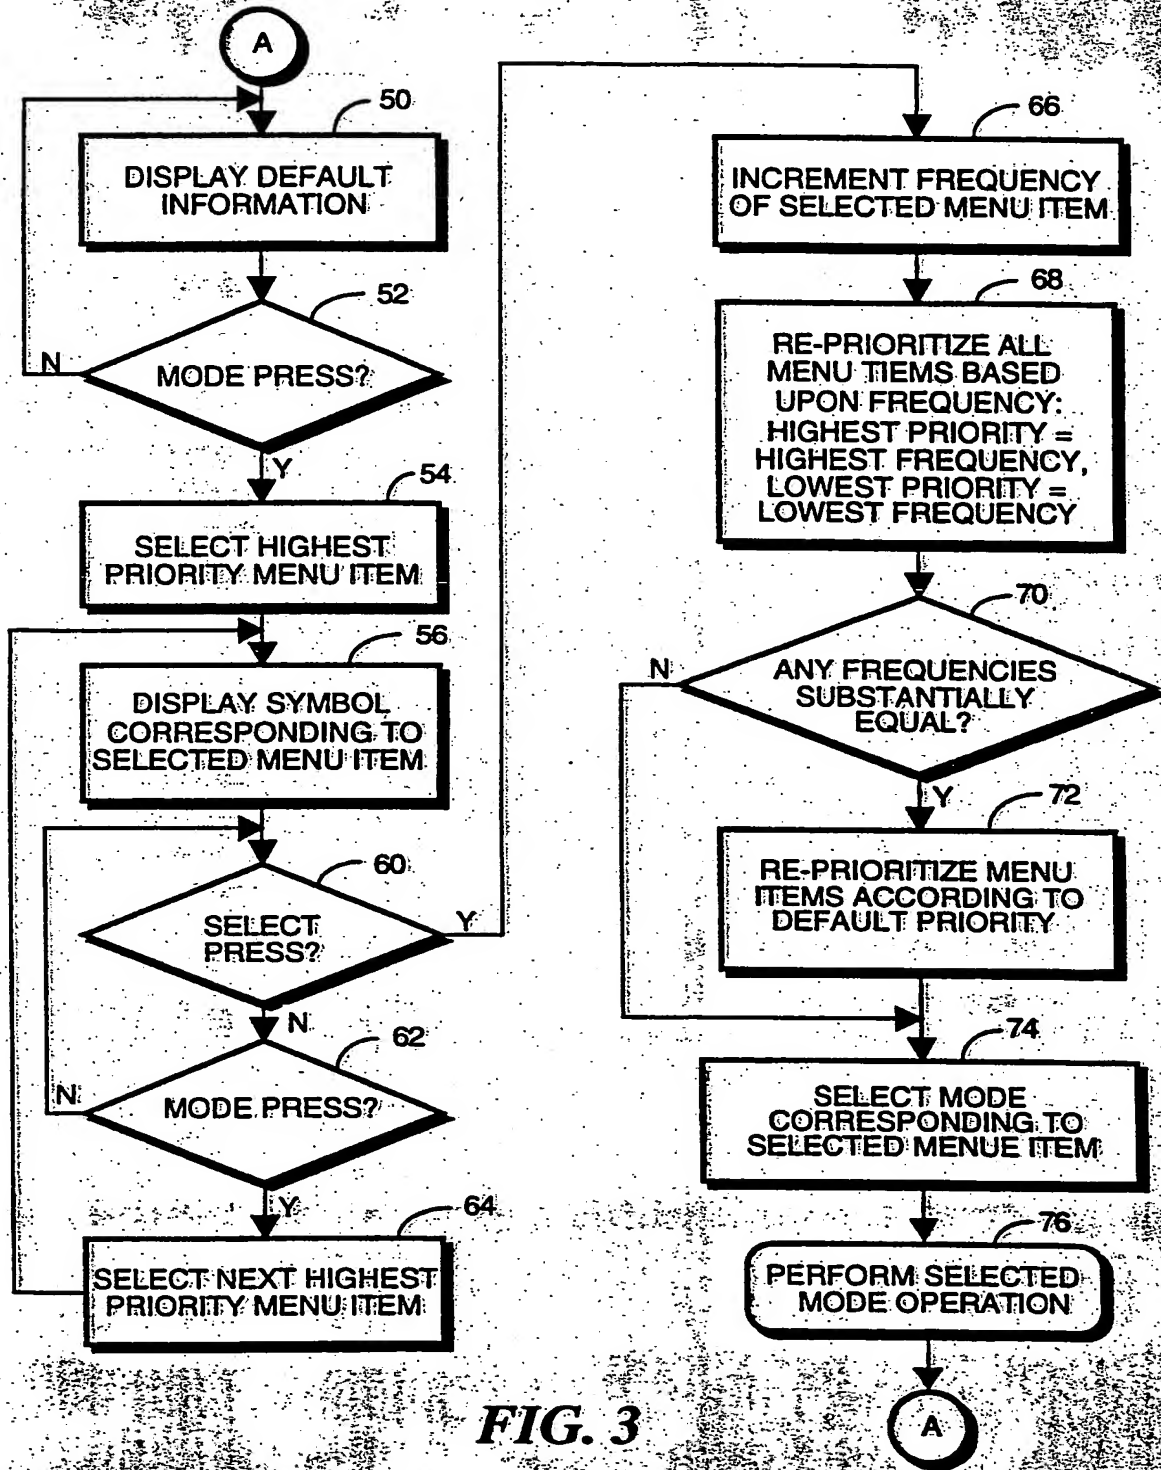 A
50
DISPLAY DEFAULT
INFORMATION
52
MODE PRESS?
N
Y
54
SELECT HIGHEST
PRIORITY MENU ITEM
56
DISPLAY SYMBOL
CORRESPONDING TO
SELECTED MENU ITEM
60
SELECT
PRESS?
Y
N
62
MODE PRESS?
N
Y
64
SELECT NEXT HIGHEST
PRIORITY MENU ITEM
66
INCREMENT FREQUENCY
OF SELECTED MENU ITEM
68
RE-PRIORITIZE ALL
MENU TIEMS BASED
UPON FREQUENCY:
HIGHEST PRIORITY =
HIGHEST FREQUENCY,
LOWEST PRIORITY =
LOWEST FREQUENCY
70
ANY FREQUENCIES
SUBSTANTIALLY
EQUAL?
N
Y
72
RE-PRIORITIZE MENU
ITEMS ACCORDING TO
DEFAULT PRIORITY
74
SELECT MODE
CORRESPONDING TO
SELECTED MENUE ITEM
76
PERFORM SELECTED
MODE OPERATION
A
FIG. 3